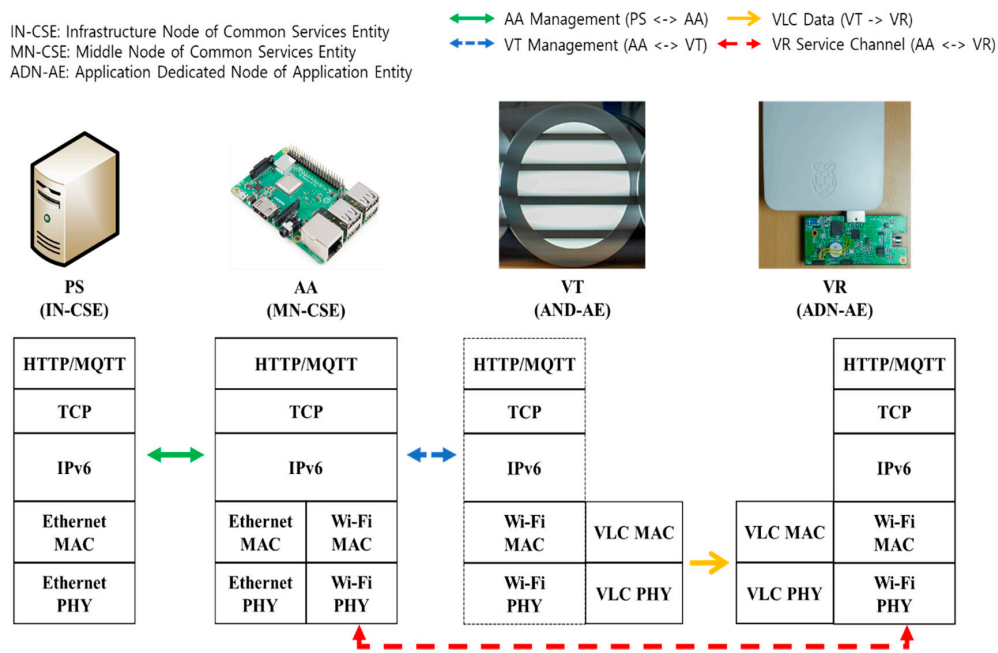 IN-CSE: Infrastructure Node of Common Services Entity
MN-CSE: Middle Node of Common Services Entity
ADN-AE: Application Dedicated Node of Application Entity
AA Management (PS <-> AA)
VLC Data (VT -> VR)
VT Management (AA <-> VT)
VR Service Channel (AA <-> VR)
PS
(IN-CSE)
AA
(MN-CSE)
VT
(AND-AE)
VR
(ADN-AE)
HTTP/MQTT
TCP
IPv6
Ethernet
MAC
Ethernet
PHY
HTTP/MQTT
TCP
IPv6
Ethernet
MAC
Wi-Fi
MAC
Ethernet
PHY
Wi-Fi
PHY
HTTP/MQTT
TCP
IPv6
Wi-Fi
MAC
VLC MAC
Wi-Fi
PHY
VLC PHY
HTTP/MQTT
TCP
IPv6
VLC MAC
Wi-Fi
MAC
VLC PHY
Wi-Fi
PHY